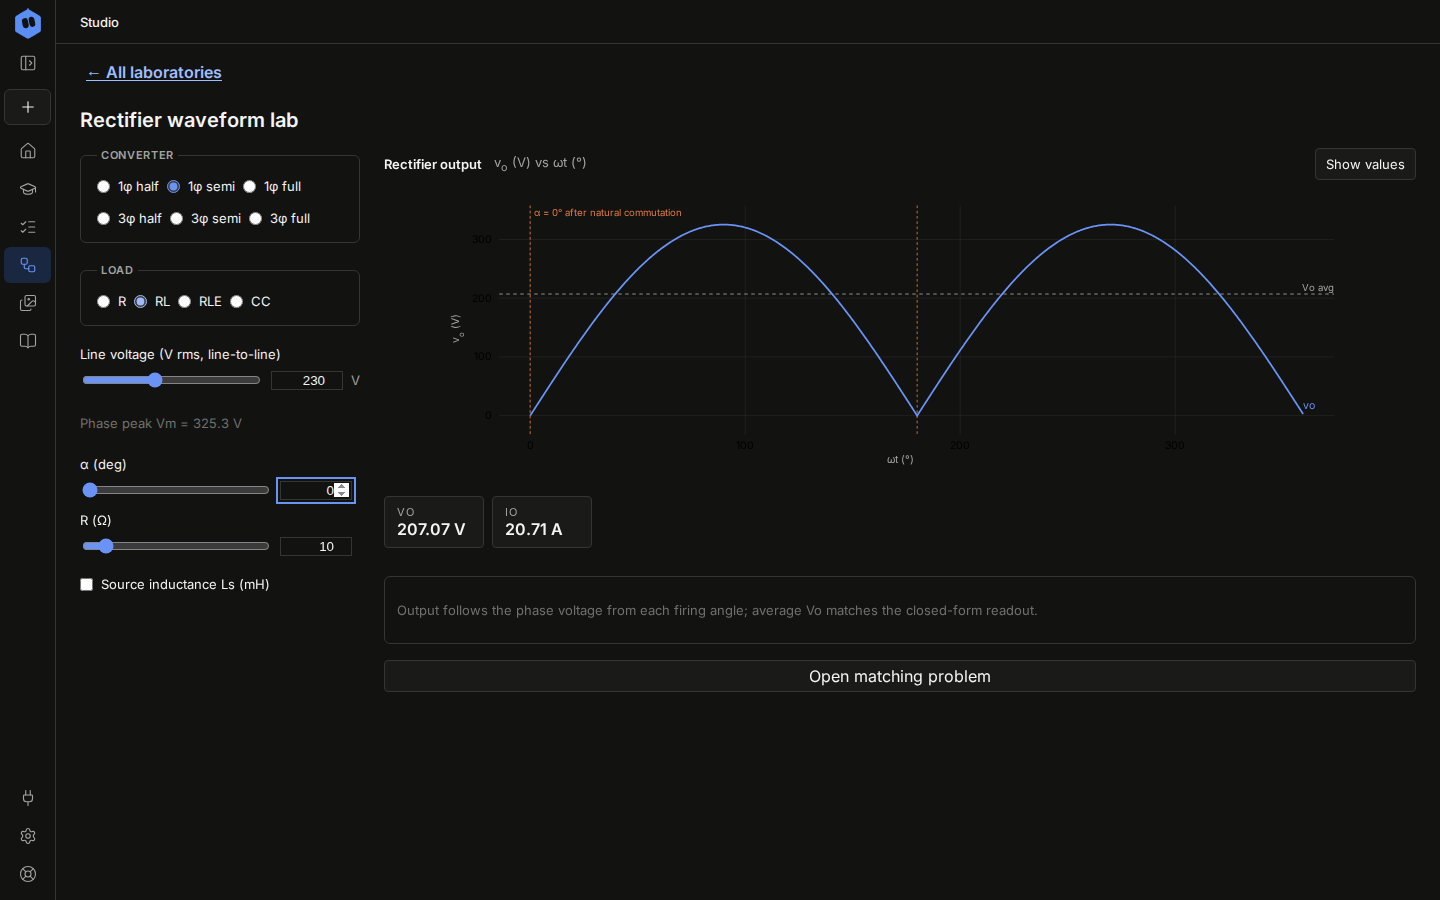 Studio
← All laboratories
Rectifier waveform lab
CONVERTER
1φ half 1φ semi 1φ full
3φ half 3φ semi 3φ full
LOAD
R RL RLE CC
Line voltage (V rms, line-to-line)
230 V
Phase peak Vm = 325.3 V
α (deg)
0
R (Ω)
10
Source inductance Ls (mH)
Rectifier output vo (V) vs ωt (°)
Show values
α = 0° after natural commutation
300
200
100
0
vo (V)
Vo avg
vo
0 100 200 300
ωt (°)
VO
207.07 V
IO
20.71 A
Output follows the phase voltage from each firing angle; average Vo matches the closed-form readout.
Open matching problem